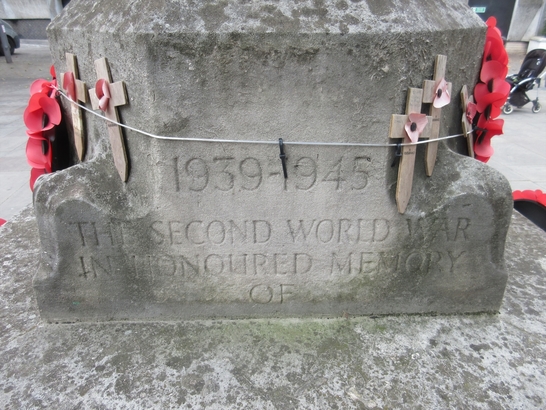 1939-1945
THE SECOND WORLD WAR
IN HONOURED MEMORY
OF